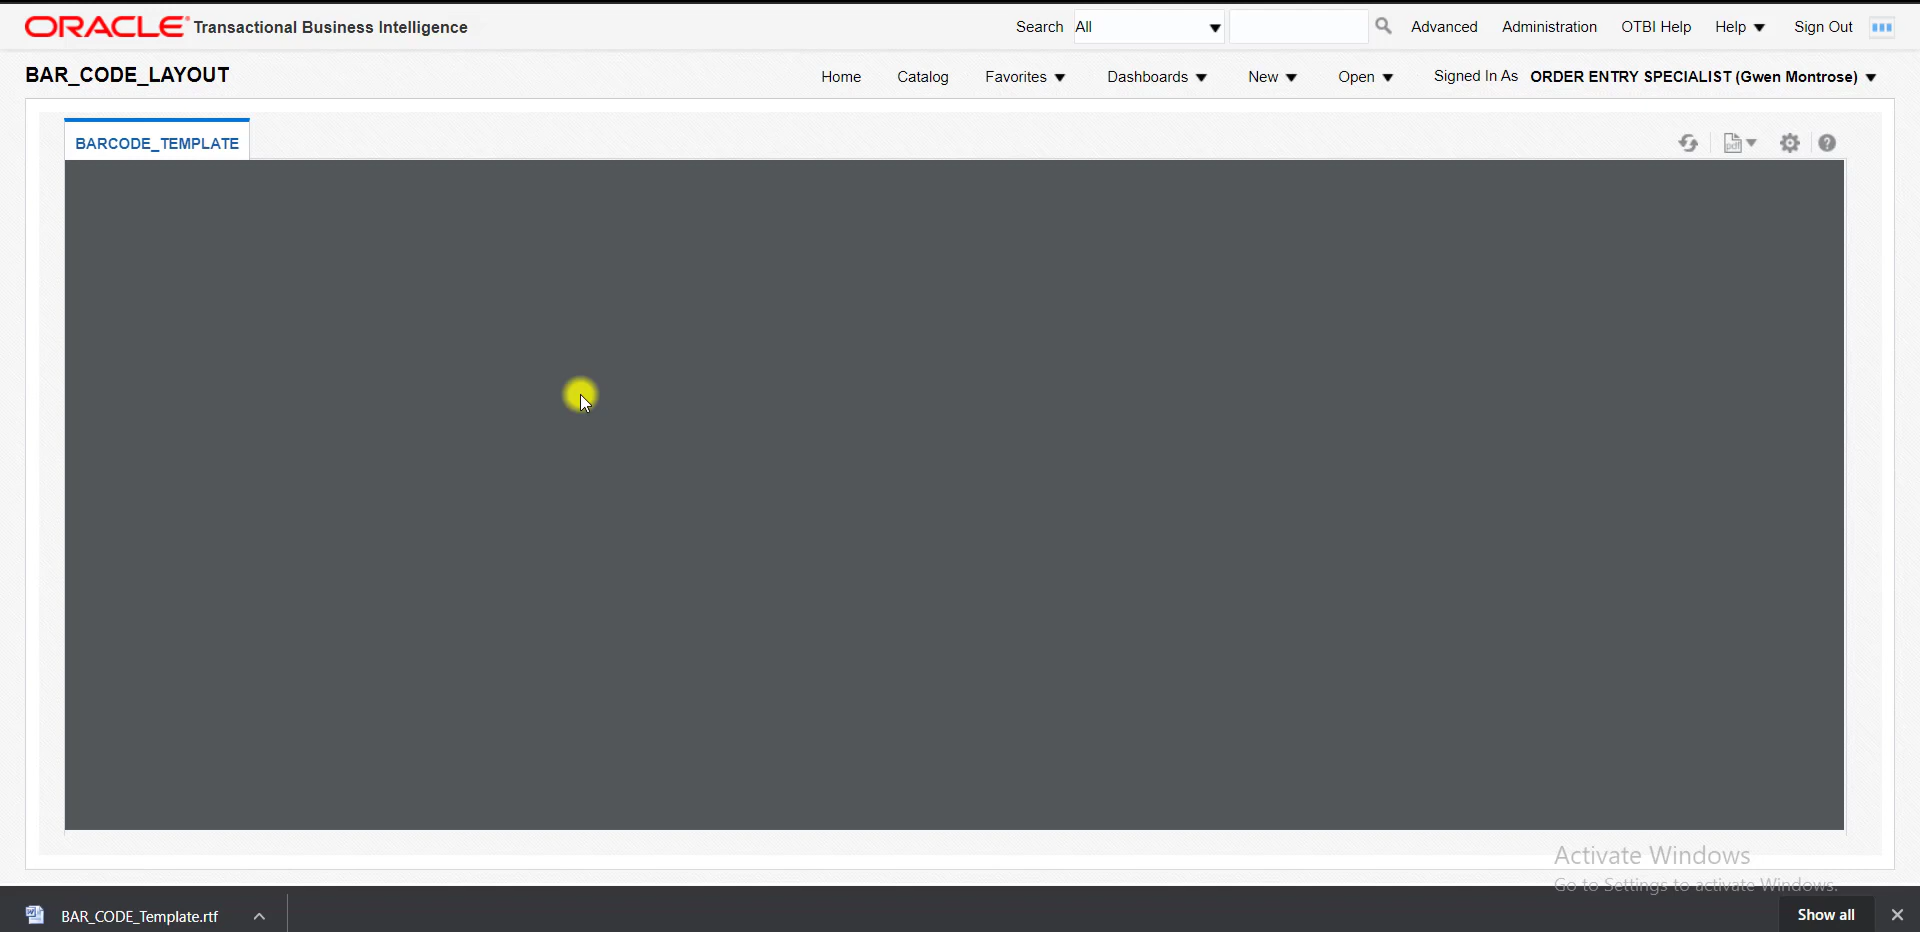 ORACLE Transactional Business Intelligence
Search All Advanced Administration OTBI Help Help Sign Out
BAR_CODE_LAYOUT
Home Catalog Favorites Dashboards New Open Signed In As ORDER ENTRY SPECIALIST (Gwen Montrose)
BARCODE_TEMPLATE
pdf
Activate Windows
Go to Settings to activate Windows.
BAR_CODE_Template.rtf
Show all